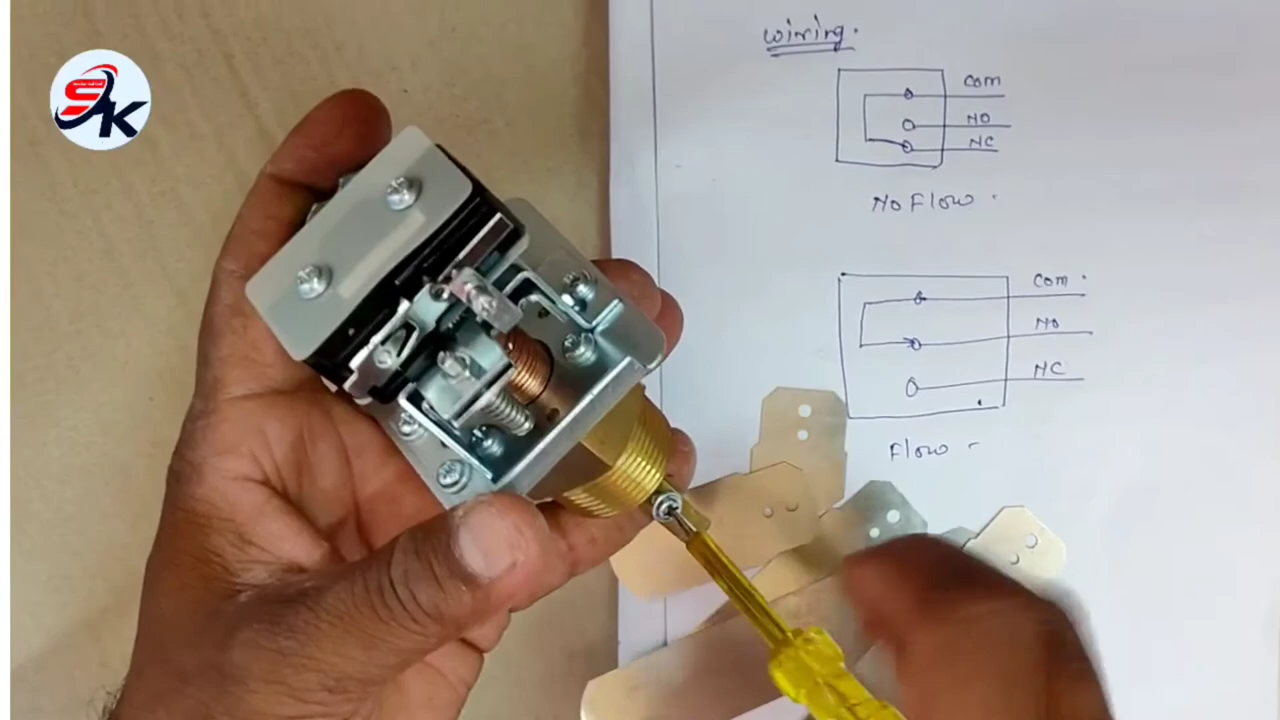 SK
wiring.
COM
NO
NC
No Flow.
COM.
NO
NC
Flow -